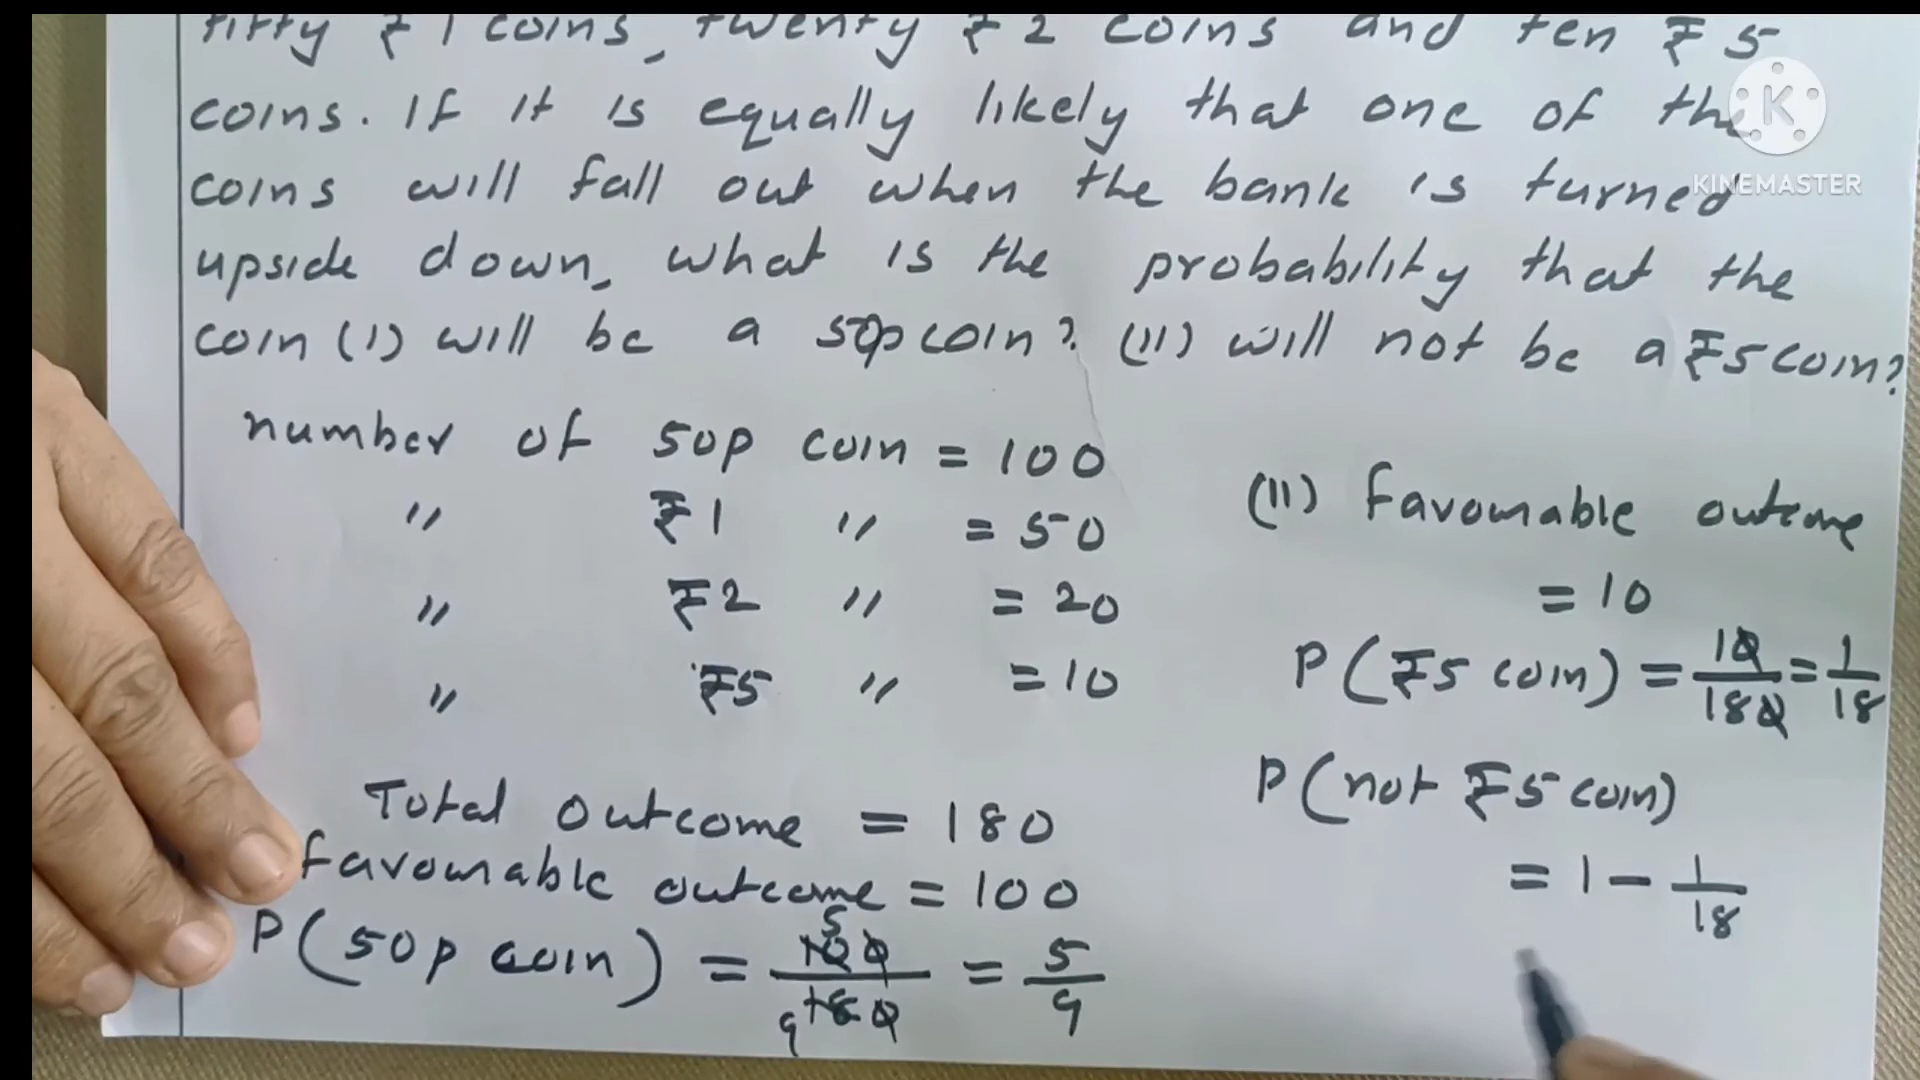 fifty ₹1 coins, twenty ₹2 coins and ten ₹5
coins. If it is equally likely that one of the
coins will fall out when the bank is turned
upside down, what is the probability that the
coin (I) will be a 50p coin? (II) will not be a ₹5 coin?
number of 50p coin = 100
" ₹1 " = 50
" ₹2 " = 20
" ₹5 " = 10
Total outcome = 180
favourable outcome = 100
P(50p coin) = 100/180 = 5/9
5
9
(II) favourable outcome
= 10
P(₹5 coin) = 10/180 = 1/18
P(not ₹5 coin)
= 1 - 1/18
KINEMASTER